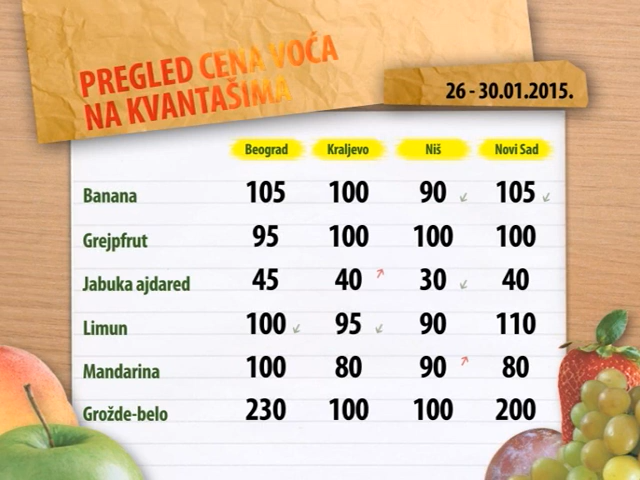 PREGLED CENA VOĆA
NA KVANTAŠIMA
26 - 30.01.2015.
Beograd Kraljevo Niš Novi Sad
Banana 105 100 90 105
Grejpfrut 95 100 100 100
Jabuka ajdared 45 40 30 40
Limun 100 95 90 110
Mandarina 100 80 90 80
Grožđe-belo 230 100 100 200